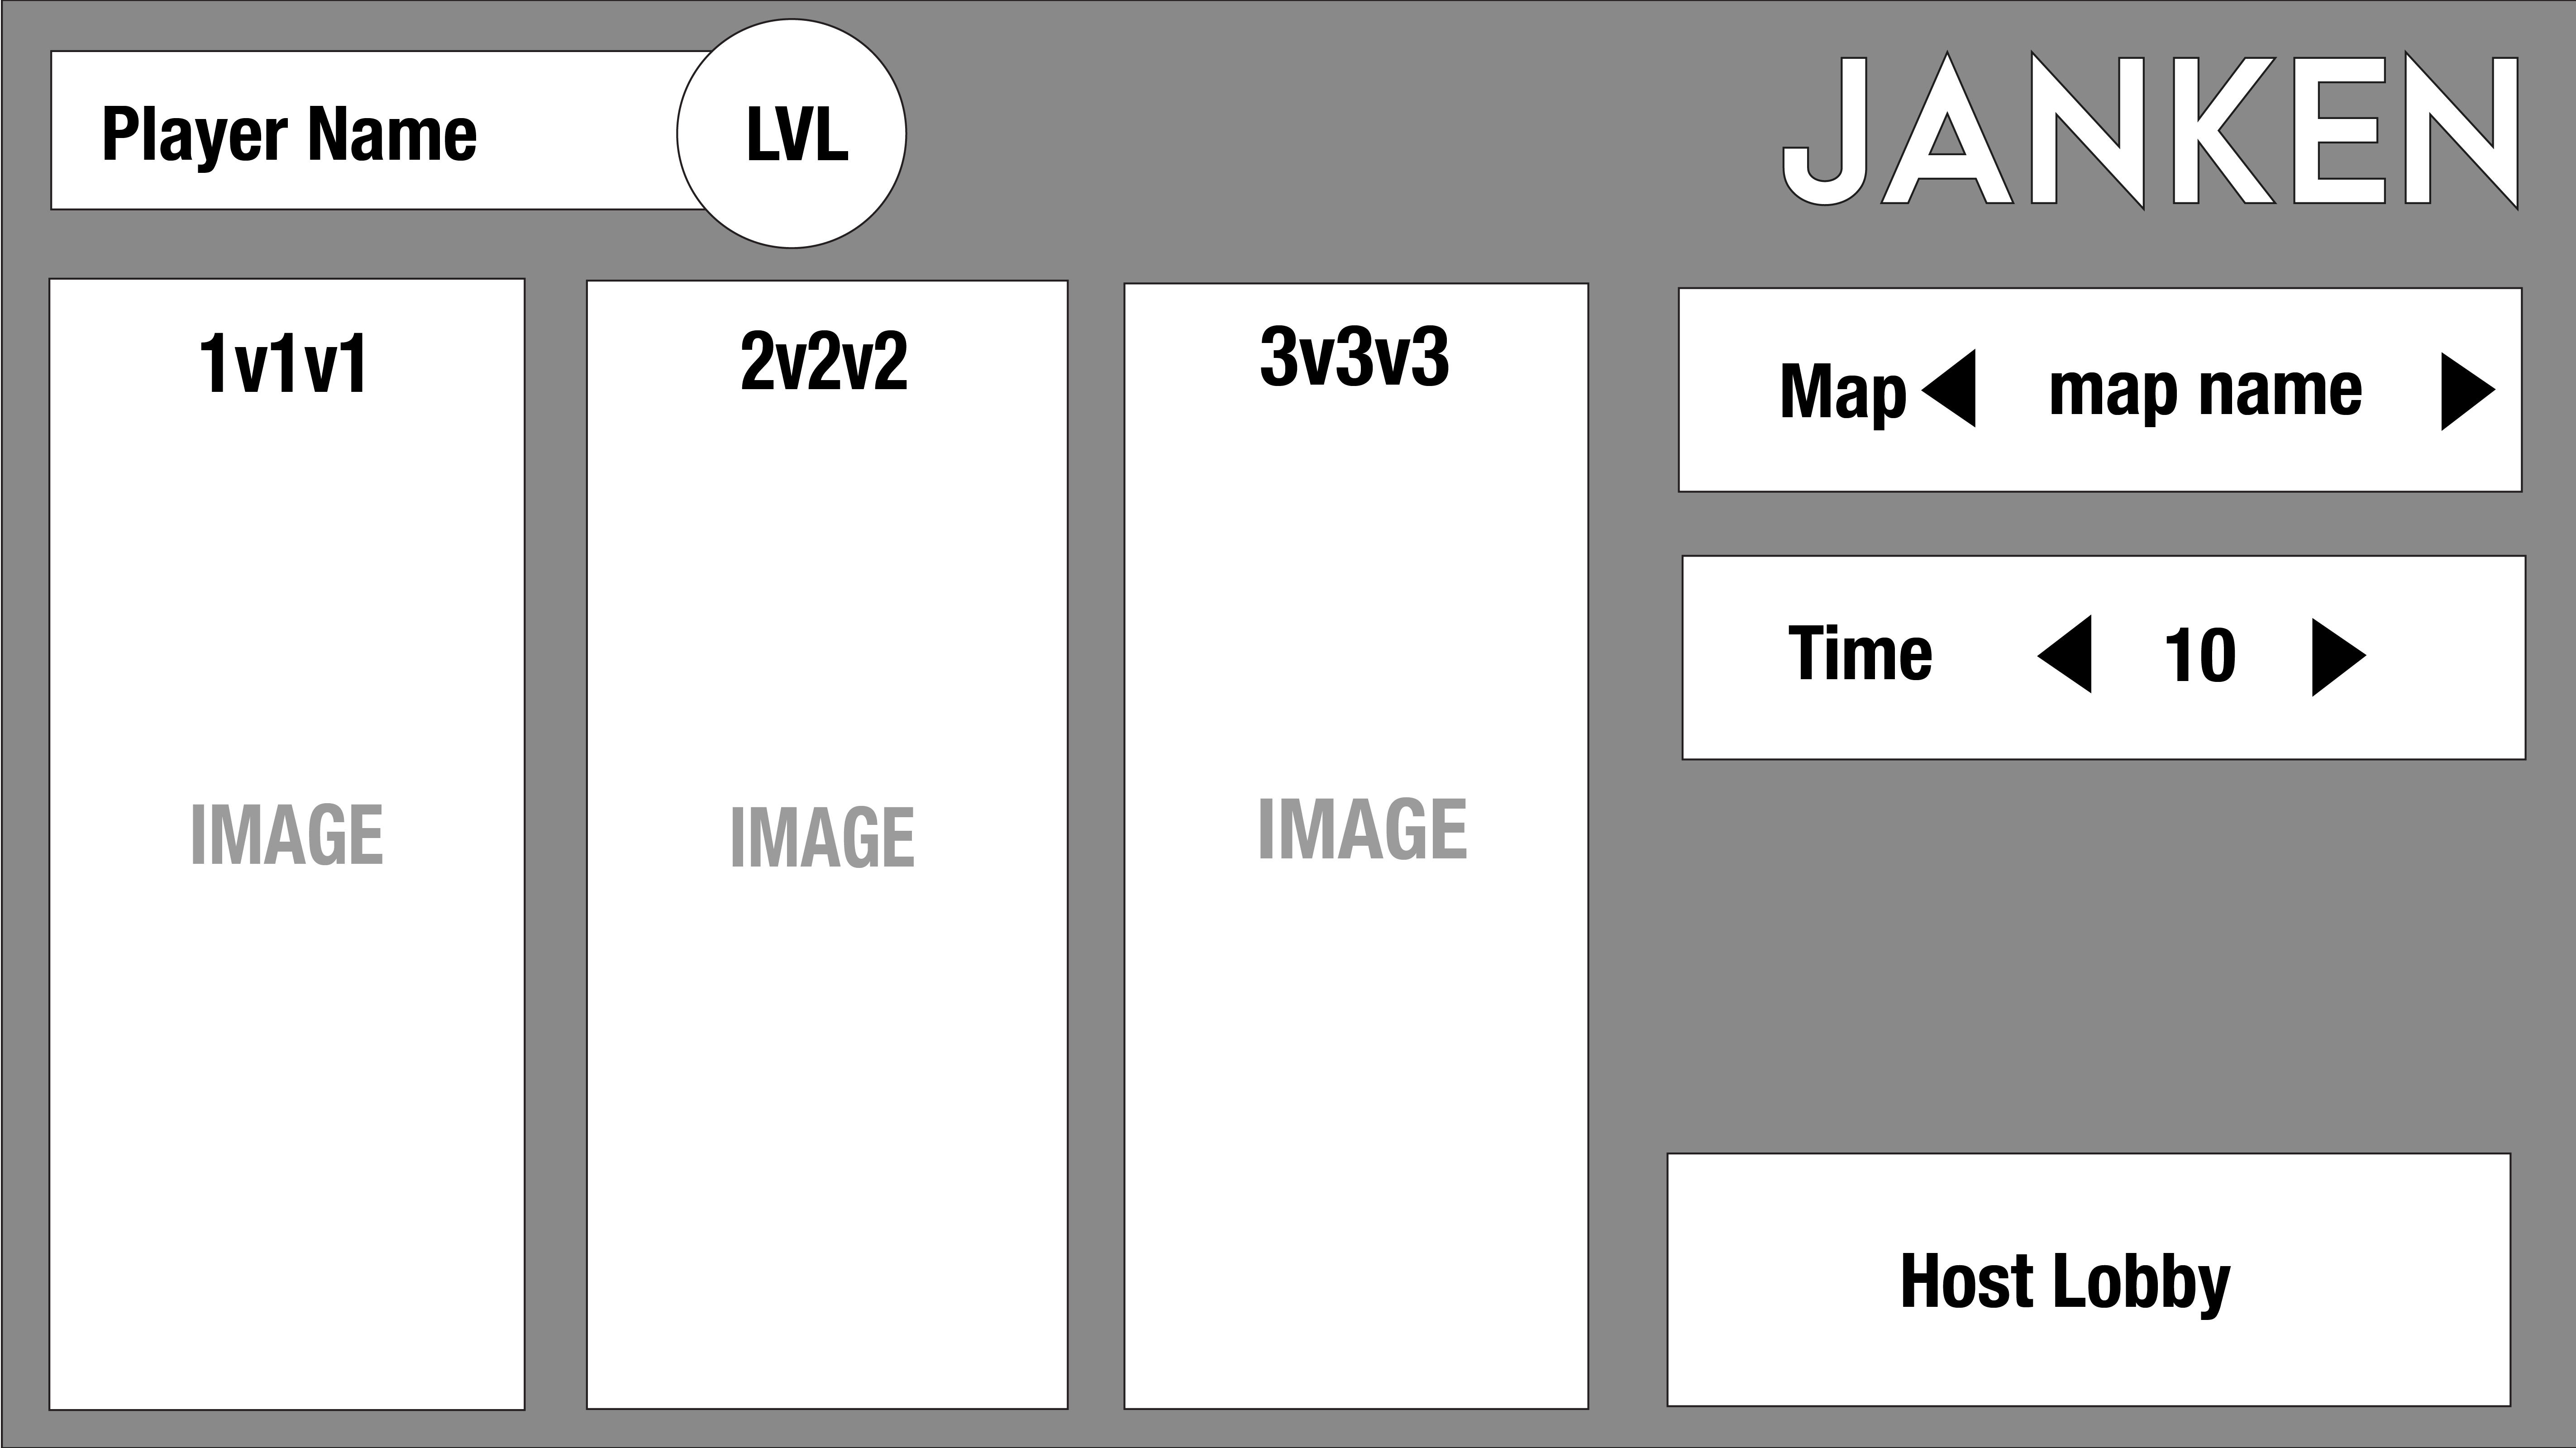 Player Name
LVL
JANKEN
1v1v1
2v2v2
3v3v3
Map
map name
Time
10
IMAGE
IMAGE
IMAGE
Host Lobby